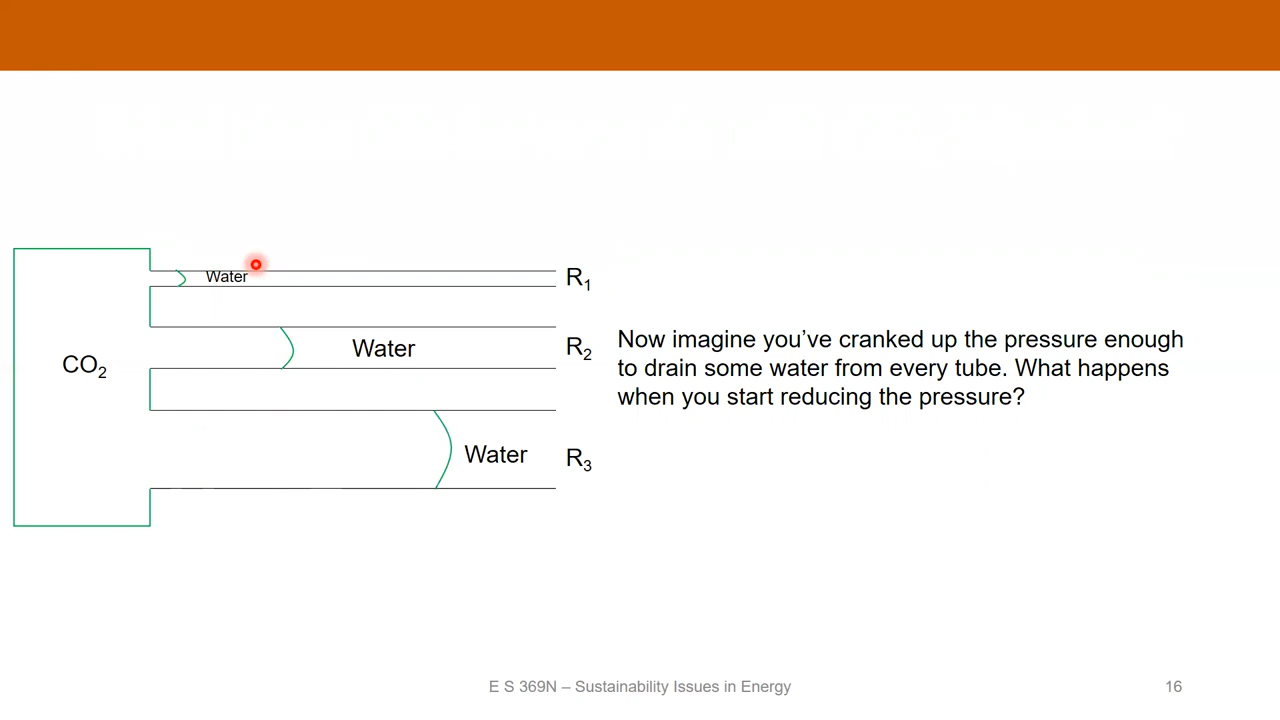 Water
R1
CO2
Water
R2
Water
R3
Now imagine you’ve cranked up the pressure enough
to drain some water from every tube. What happens
when you start reducing the pressure?
E S 369N – Sustainability Issues in Energy
16